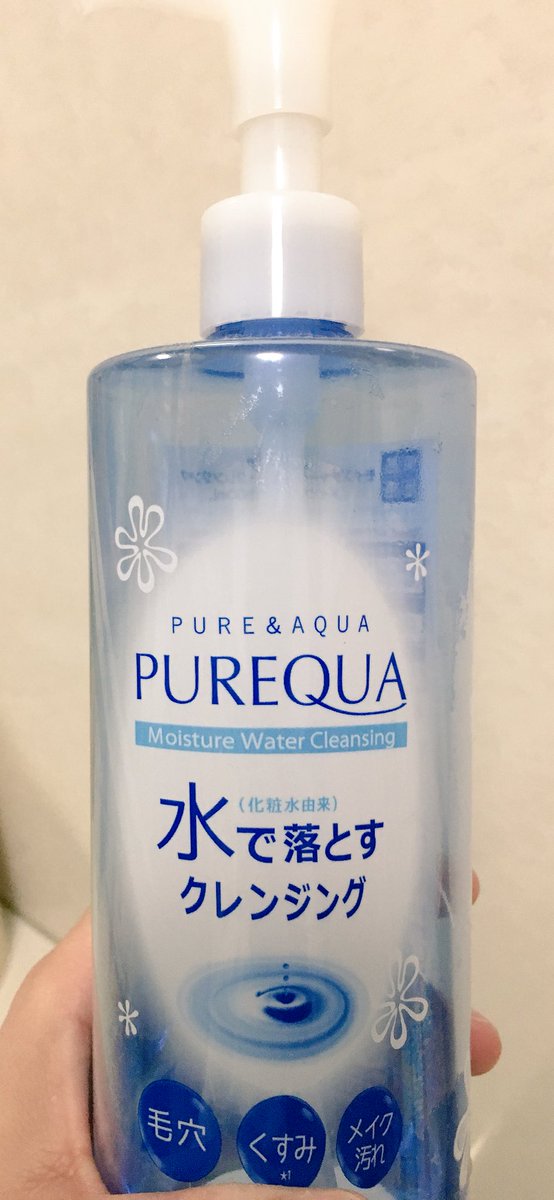 PURE & AQUA
PUREQUA
Moisture Water Cleansing
(化粧水由来)
水で落とす
クレンジング
毛穴
くすみ
*1
メイク
汚れ